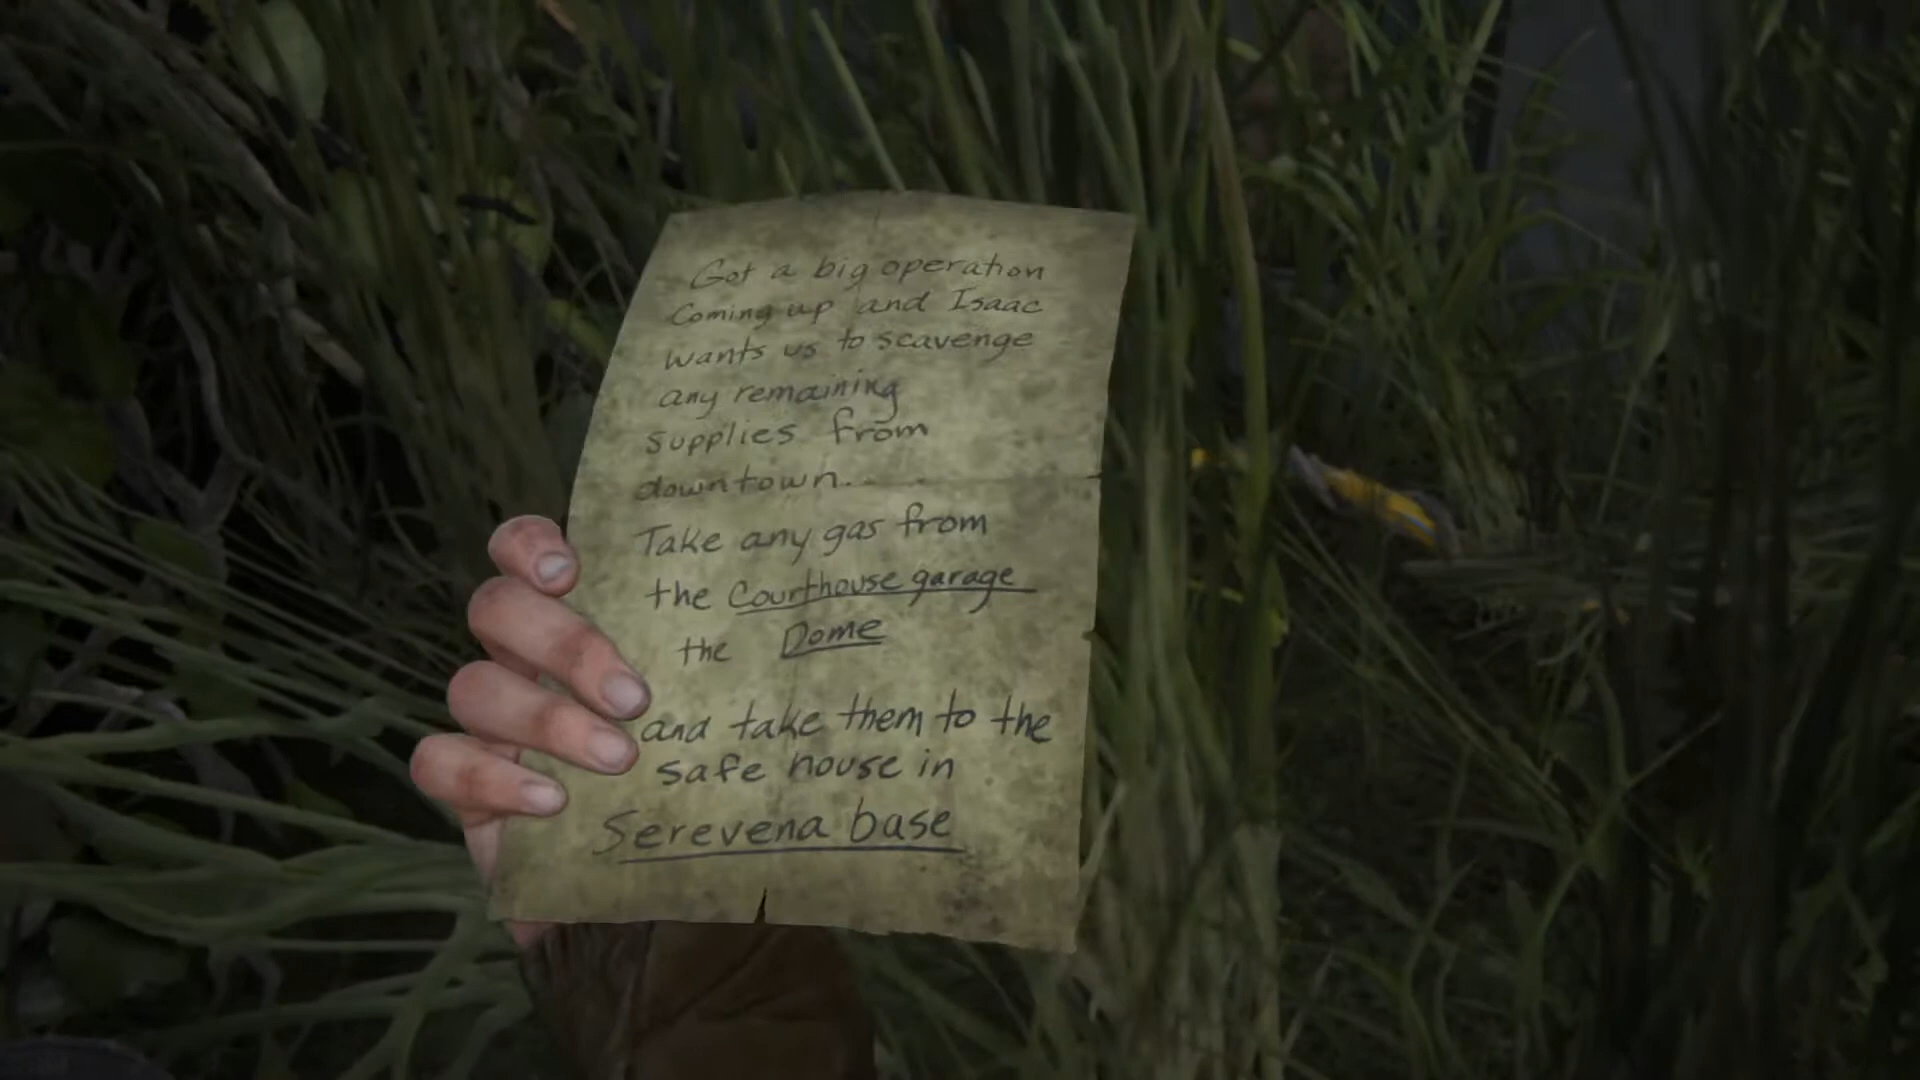 Got a big operation
Coming up and Isaac
wants us to scavenge
any remaining
supplies from
downtown...
Take any gas from
the Courthouse garage
the Dome
and take them to the
safe house in
Serevena base